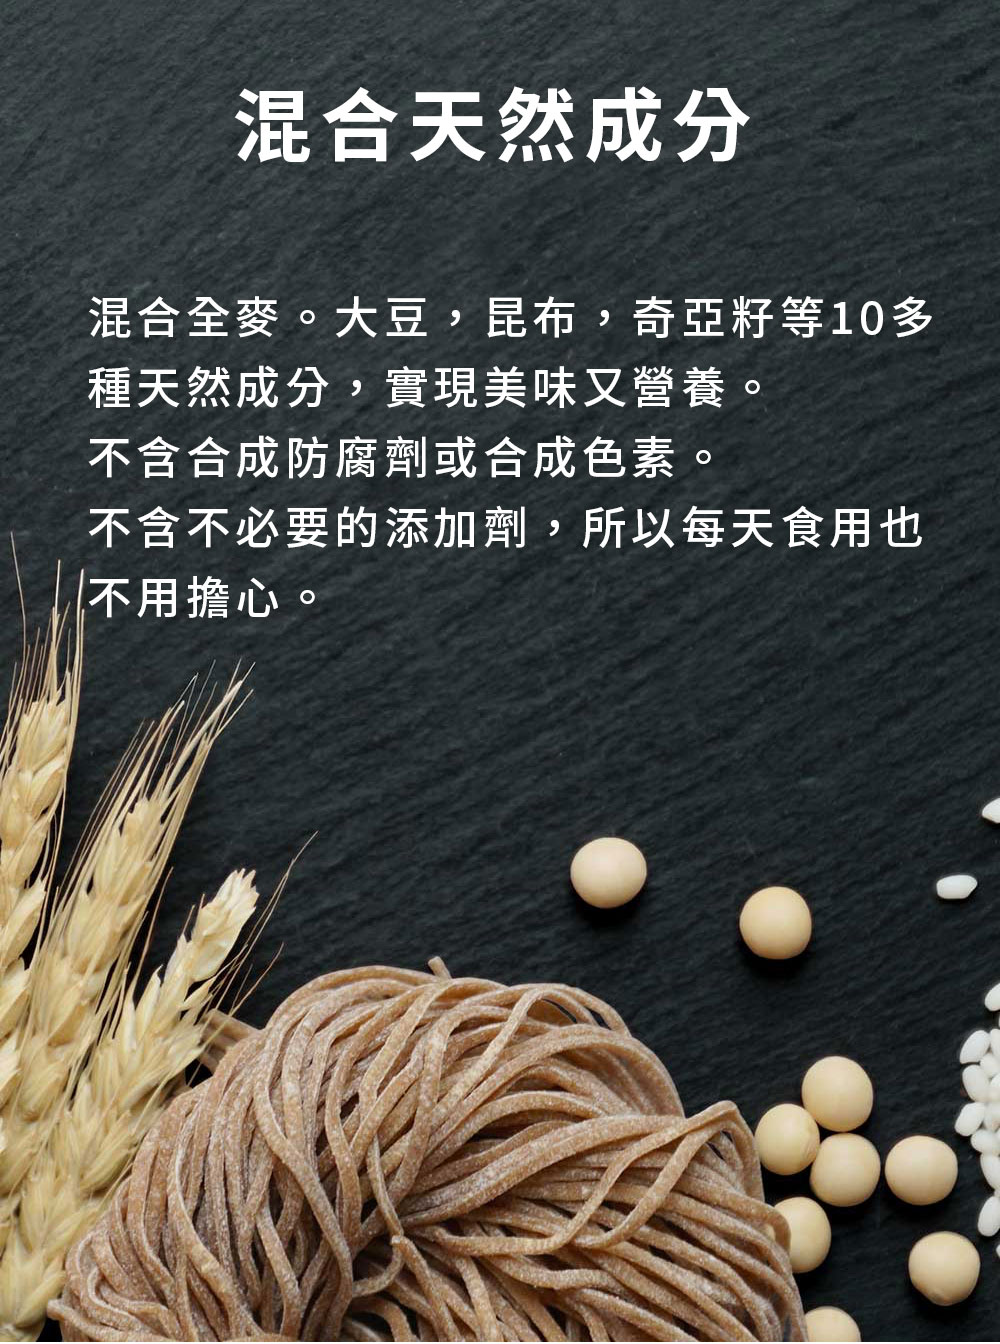 混合天然成分
混合全麥。大豆，昆布，奇亞籽等10多
種天然成分，實現美味又營養。
不含合成防腐劑或合成色素。
不含不必要的添加劑，所以每天食用也
不用擔心。